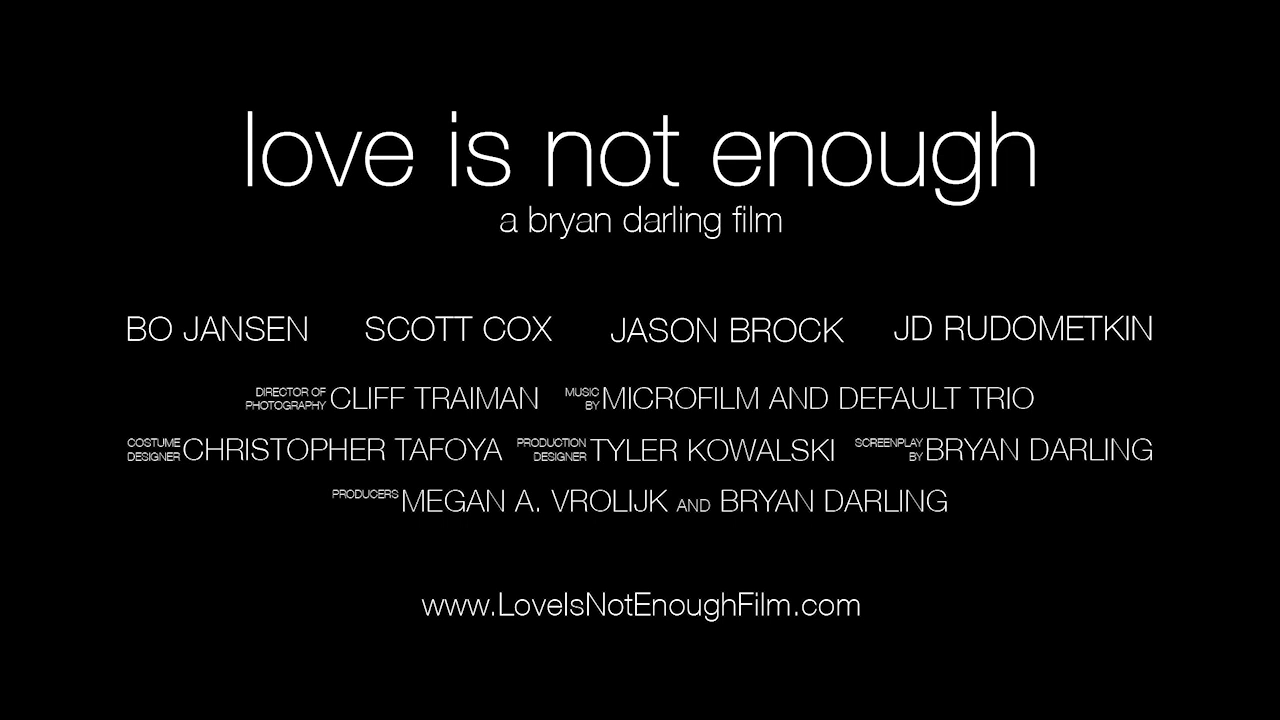 love is not enough
a bryan darling film
BO JANSEN SCOTT COX JASON BROCK JD RUDOMETKIN
DIRECTOR OF PHOTOGRAPHY CLIFF TRAIMAN MUSIC BY MICROFILM AND DEFAULT TRIO
COSTUME DESIGNER CHRISTOPHER TAFOYA PRODUCTION DESIGNER TYLER KOWALSKI SCREENPLAY BY BRYAN DARLING
PRODUCERS MEGAN A. VROLIJK AND BRYAN DARLING
www.LoveIsNotEnoughFilm.com